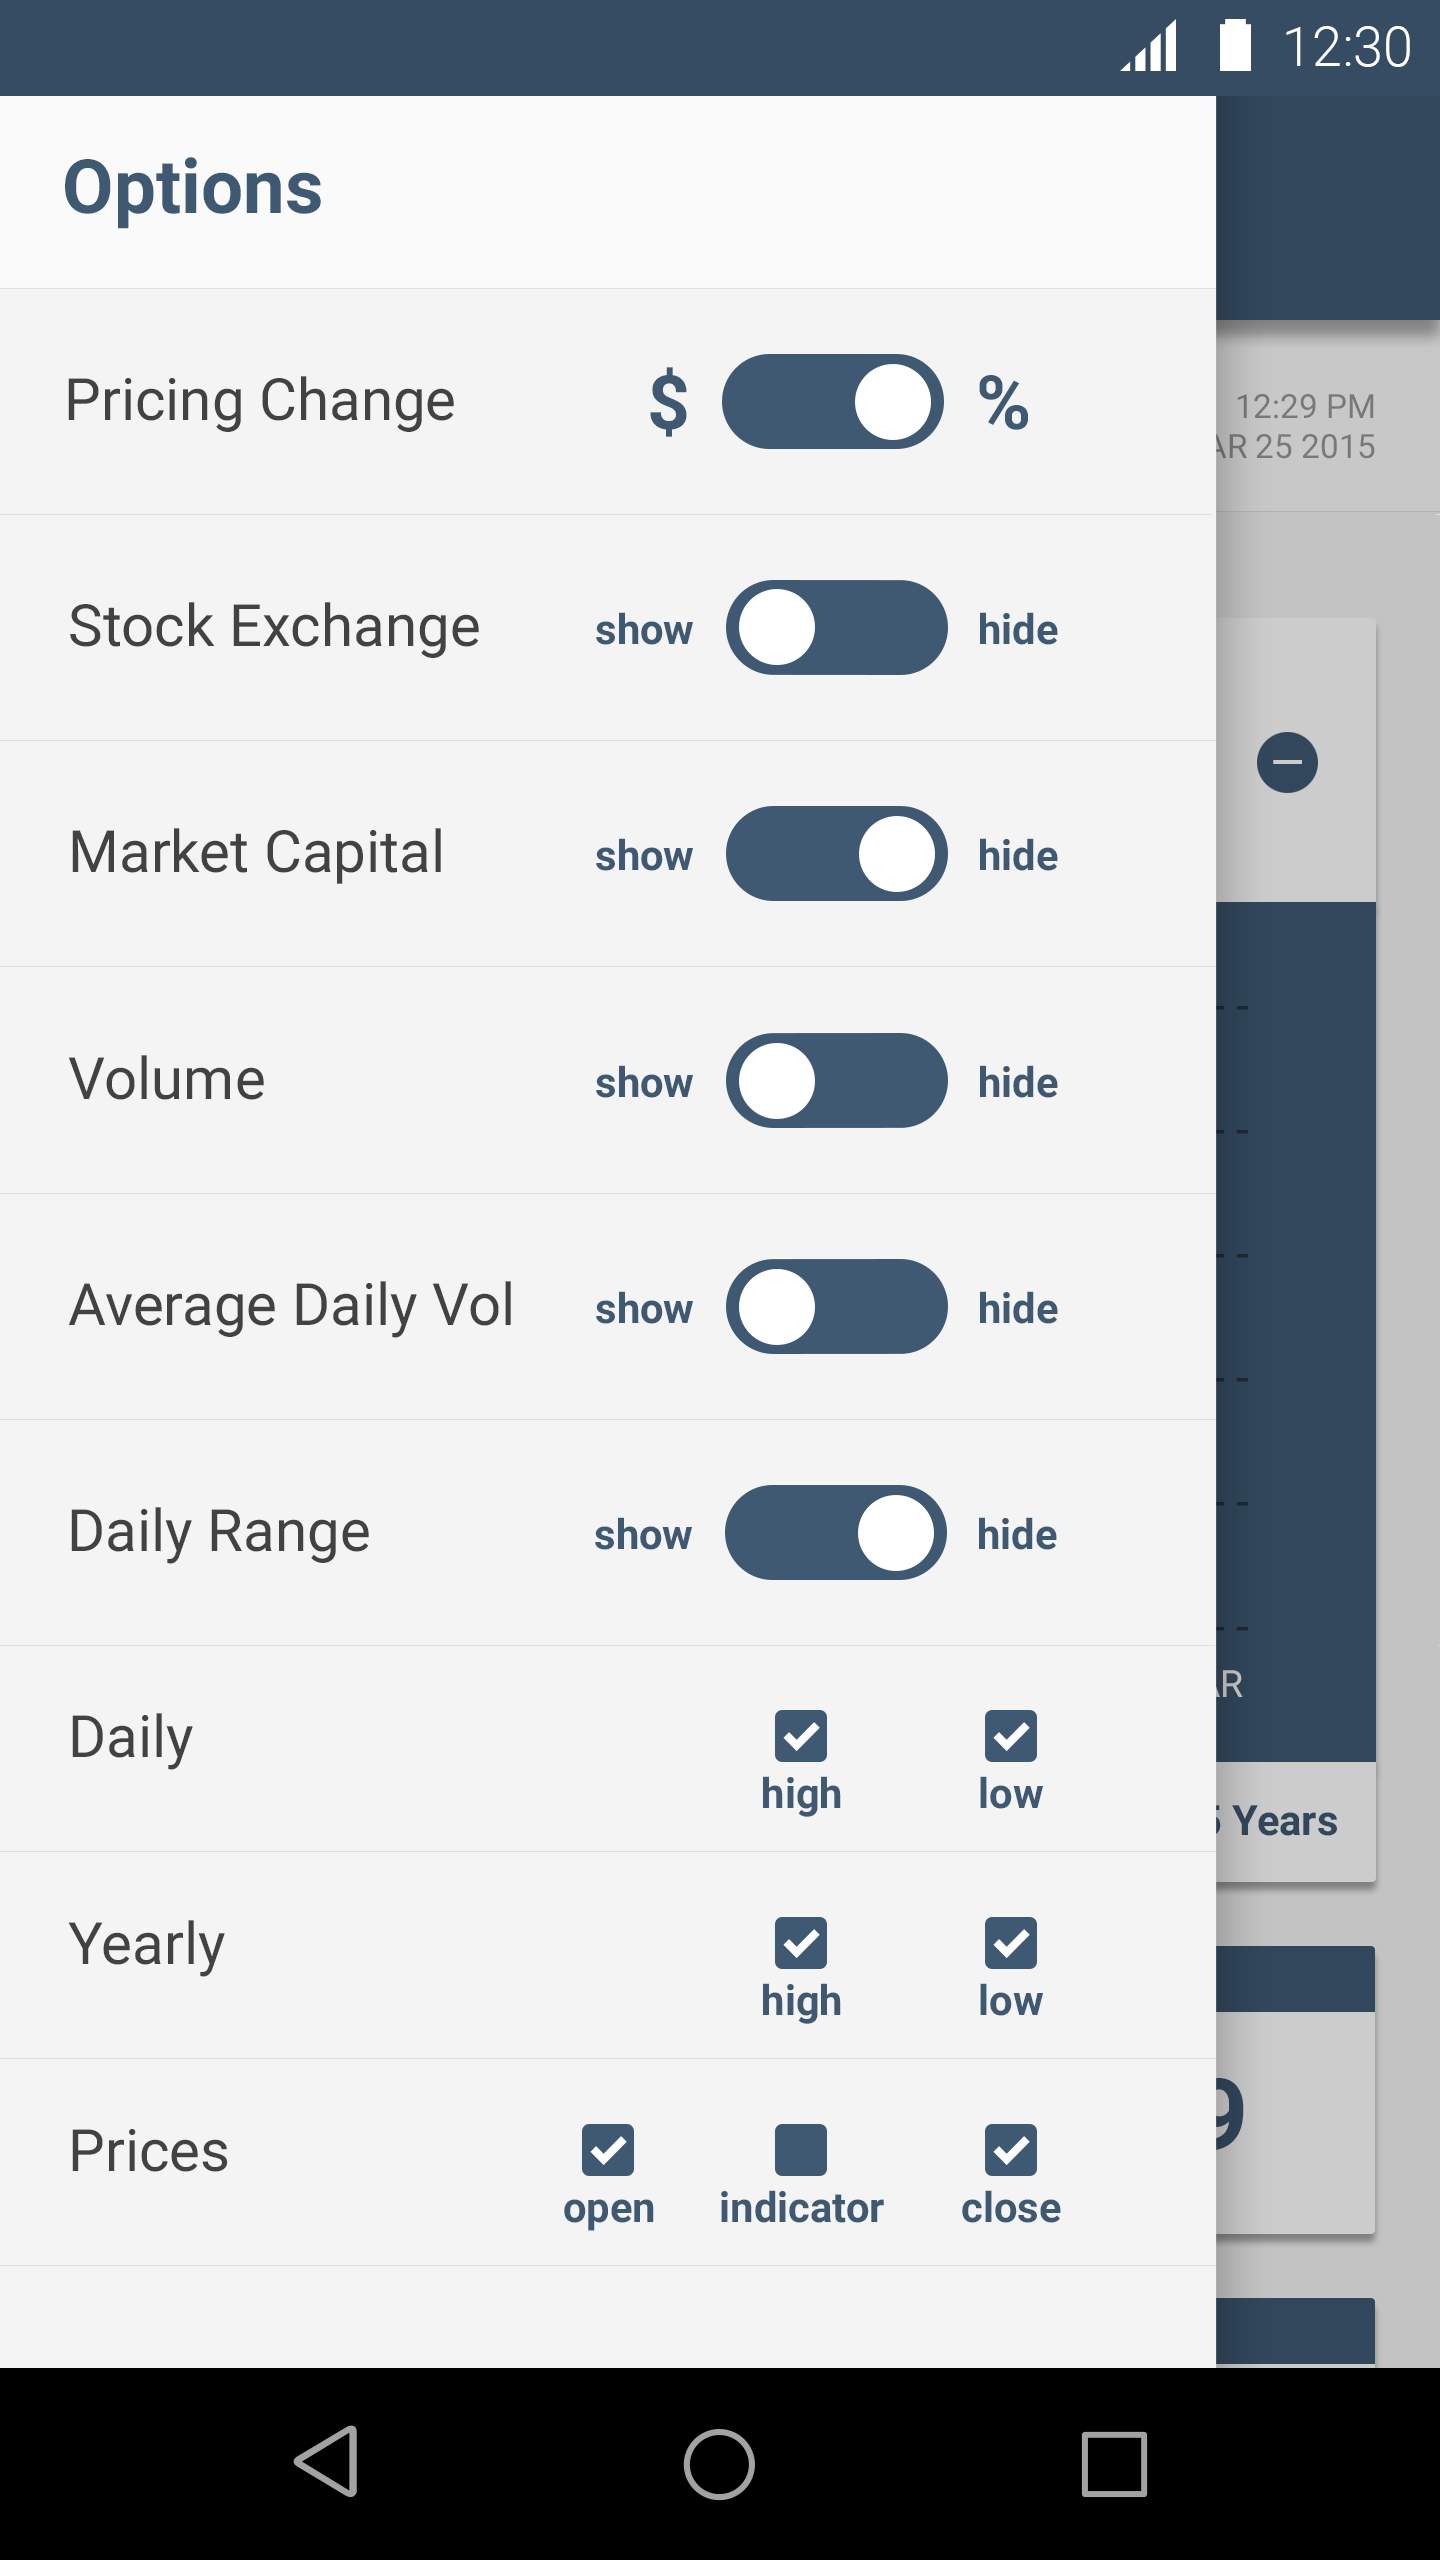 12:30
Options
Pricing Change $ %
12:29 PM
AR 25 2015
Stock Exchange show hide
Market Capital show hide
Volume show hide
Average Daily Vol show hide
Daily Range show hide
AR
Daily
high low
5 Years
Yearly
high low
9
Prices
open indicator close